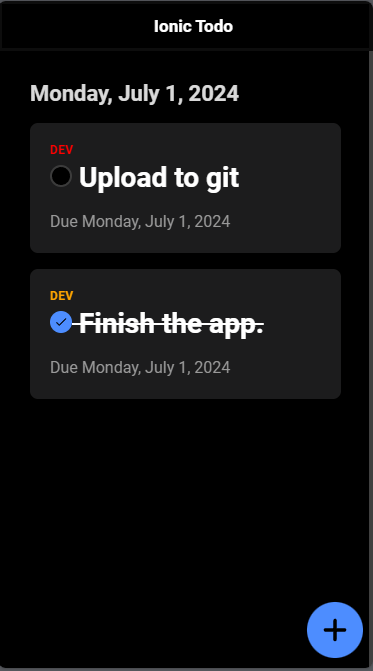 Ionic Todo
Monday, July 1, 2024
DEV
Upload to git
Due Monday, July 1, 2024
DEV
Finish the app.
Due Monday, July 1, 2024